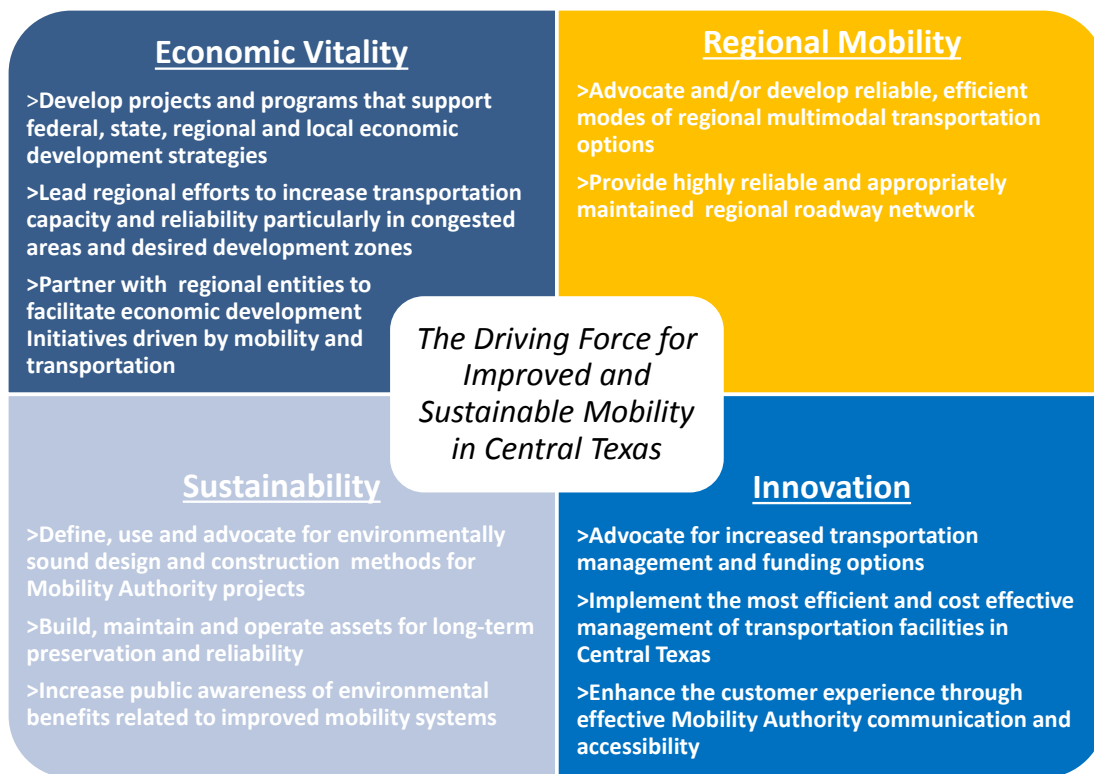 Economic Vitality
>Develop projects and programs that support
federal, state, regional and local economic
development strategies
>Lead regional efforts to increase transportation
capacity and reliability particularly in congested
areas and desired development zones
>Partner with  regional entities to
facilitate economic development
Initiatives driven by mobility and
transportation
Regional Mobility
>Advocate and/or develop reliable, efficient
modes of regional multimodal transportation
options
>Provide highly reliable and appropriately
maintained  regional roadway network
The Driving Force for
Improved and
Sustainable Mobility
in Central Texas
Sustainability
>Define, use and advocate for environmentally
sound design and construction  methods for
Mobility Authority projects
>Build, maintain and operate assets for long-term
preservation and reliability
>Increase public awareness of environmental
benefits related to improved mobility systems
Innovation
>Advocate for increased transportation
management and funding options
>Implement the most efficient and cost effective
management of transportation facilities in
Central Texas
>Enhance the customer experience through
effective Mobility Authority communication and
accessibility